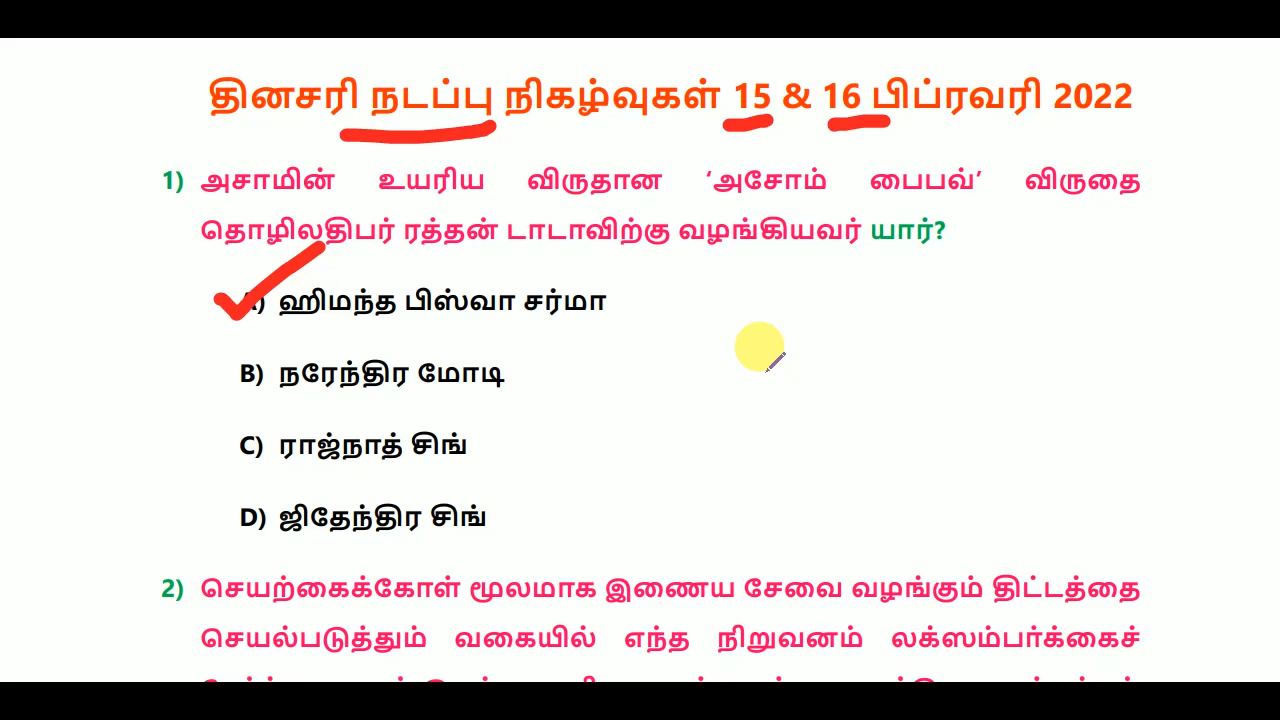 தினசரி நடப்பு நிகழ்வுகள் 15 & 16 பிப்ரவரி 2022
1) அசாமின் உயரிய விருதான ‘அசோம் பைபவ்’ விருதை
தொழிலதிபர் ரத்தன் டாடாவிற்கு வழங்கியவர் யார்?
A) ஹிமந்த பிஸ்வா சர்மா
B) நரேந்திர மோடி
C) ராஜ்நாத் சிங்
D) ஜிதேந்திர சிங்
2) செயற்கைக்கோள் மூலமாக இணைய சேவை வழங்கும் திட்டத்தை
செயல்படுத்தும் வகையில் எந்த நிறுவனம் லக்ஸம்பர்க்கைச்